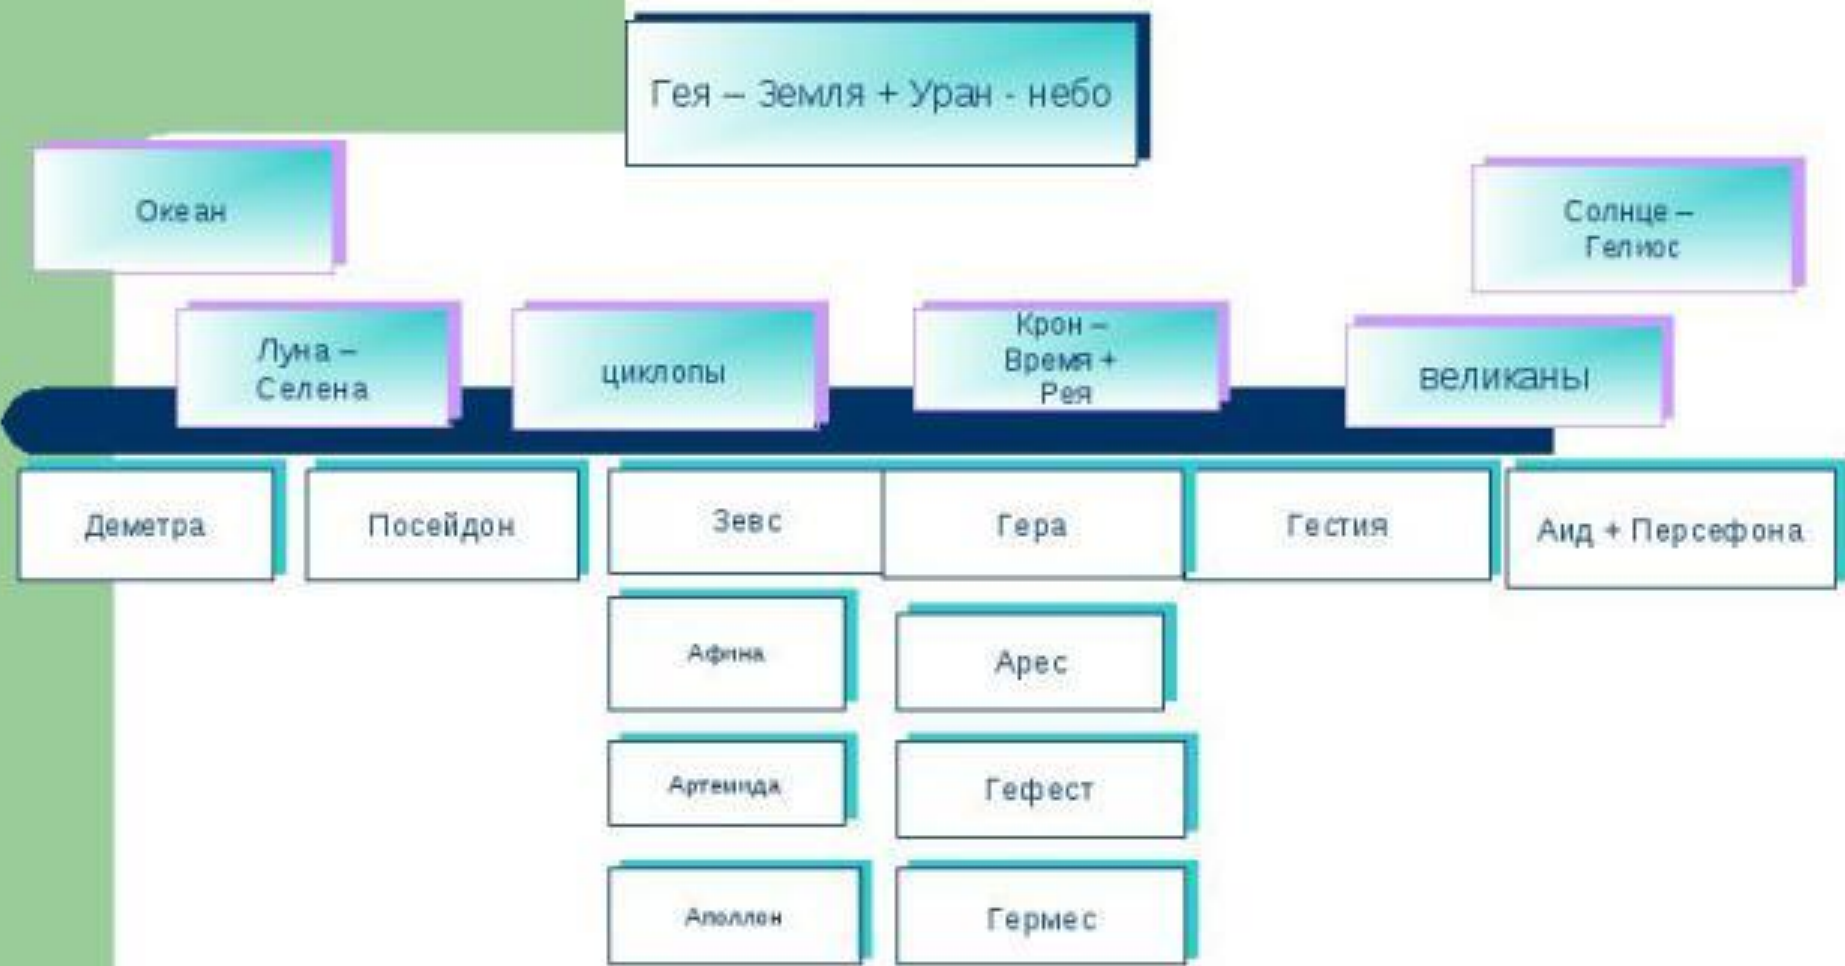 Гея – Земля + Уран - небо
Океан
Солнце –
Гелиос
Луна –
Селена
циклопы
Крон –
Время +
Рея
великаны
Деметра
Посейдон
Зевс
Гера
Гестия
Аид + Персефона
Афина
Арес
Артемида
Гефест
Аполлон
Гермес